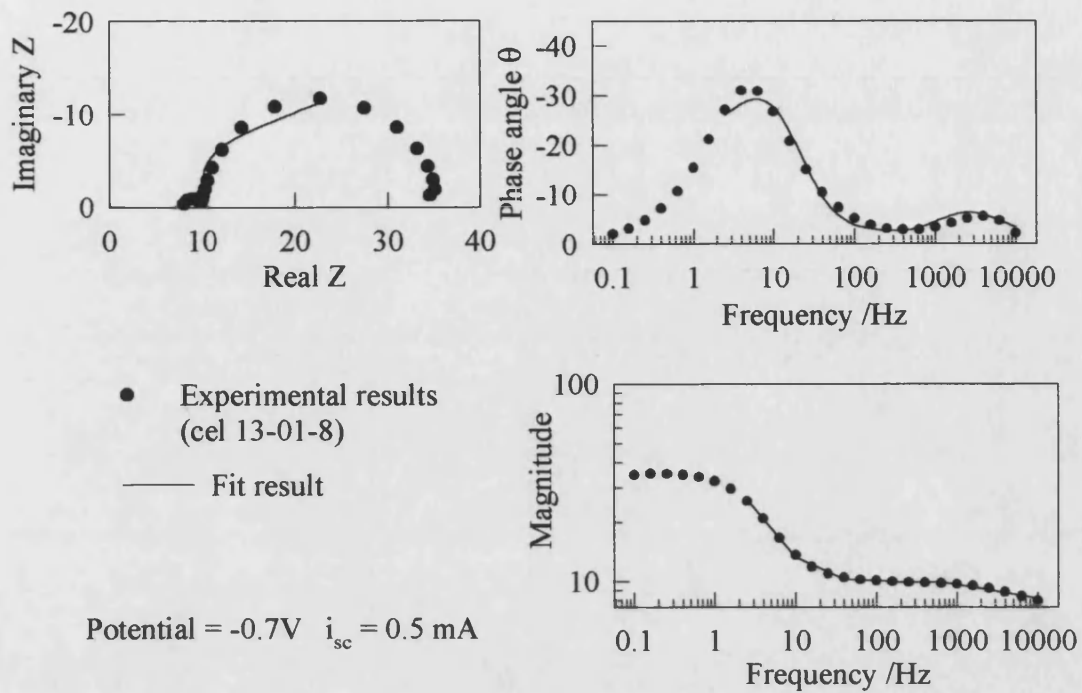 -20
-10
0
Imaginary Z
0 10 20 30 40
Real Z
-40
-30
-20
-10
0
Phase angle θ
0.1 1 10 100 1000 10000
Frequency /Hz
Experimental results
(cel 13-01-8)
Fit result
100
10
Magnitude
0.1 1 10 100 1000 10000
Frequency /Hz
Potential = -0.7V i_sc = 0.5 mA